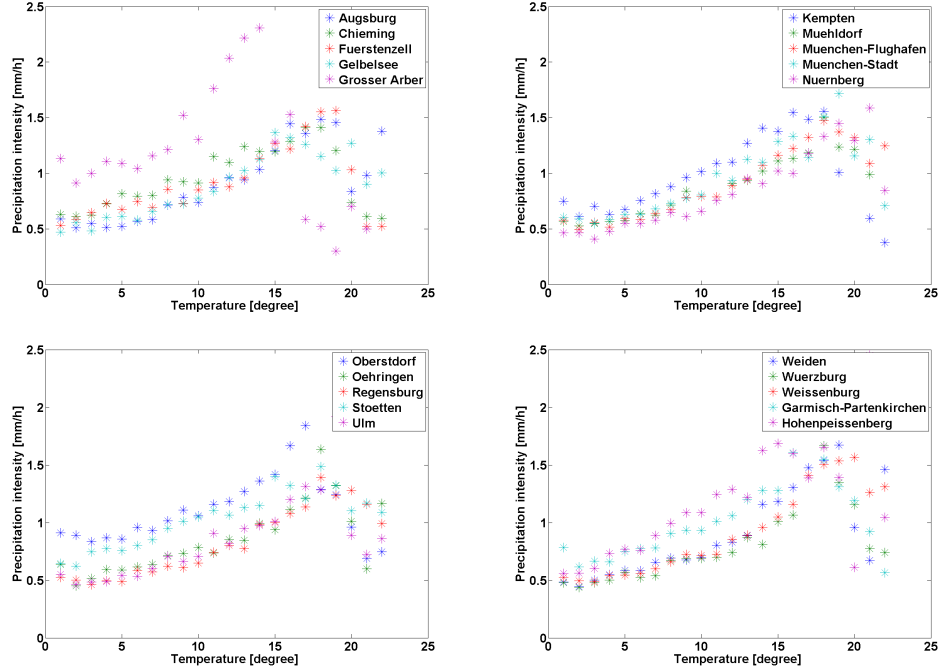 2.5
2
1.5
1
0.5
0
Precipitation intensity [mm/h]
Augsburg
Chieming
Fuerstenzell
Gelbelsee
Grosser Arber
0 5 10 15 20 25
Temperature [degree]
2.5
2
1.5
1
0.5
0
Precipitation intensity [mm/h]
Kempten
Muehldorf
Muenchen-Flughafen
Muenchen-Stadt
Nuernberg
0 5 10 15 20 25
Temperature [degree]
2.5
2
1.5
1
0.5
0
Precipitation intensity [mm/h]
Oberstdorf
Oehringen
Regensburg
Stoetten
Ulm
0 5 10 15 20 25
Temperature [degree]
2.5
2
1.5
1
0.5
0
Precipitation intensity [mm/h]
Weiden
Wuerzburg
Weissenburg
Garmisch-Partenkirchen
Hohenpeissenberg
0 5 10 15 20 25
Temperature [degree]